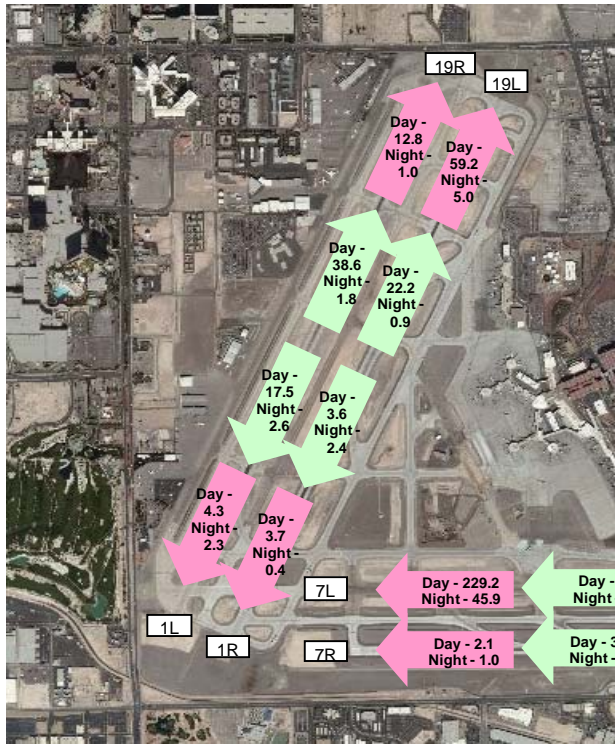 19R
19L
Day -
12.8
Night -
1.0
Day -
59.2
Night -
5.0
Day -
38.6
Night -
1.8
Day -
22.2
Night -
0.9
Day -
17.5
Night -
2.6
Day -
3.6
Night -
2.4
Day -
4.3
Night -
2.3
Day -
3.7
Night -
0.4
7L
Day - 229.2
Night - 45.9
Day -
Night
1L
1R
7R
Day - 2.1
Night - 1.0
Day - 3
Night -